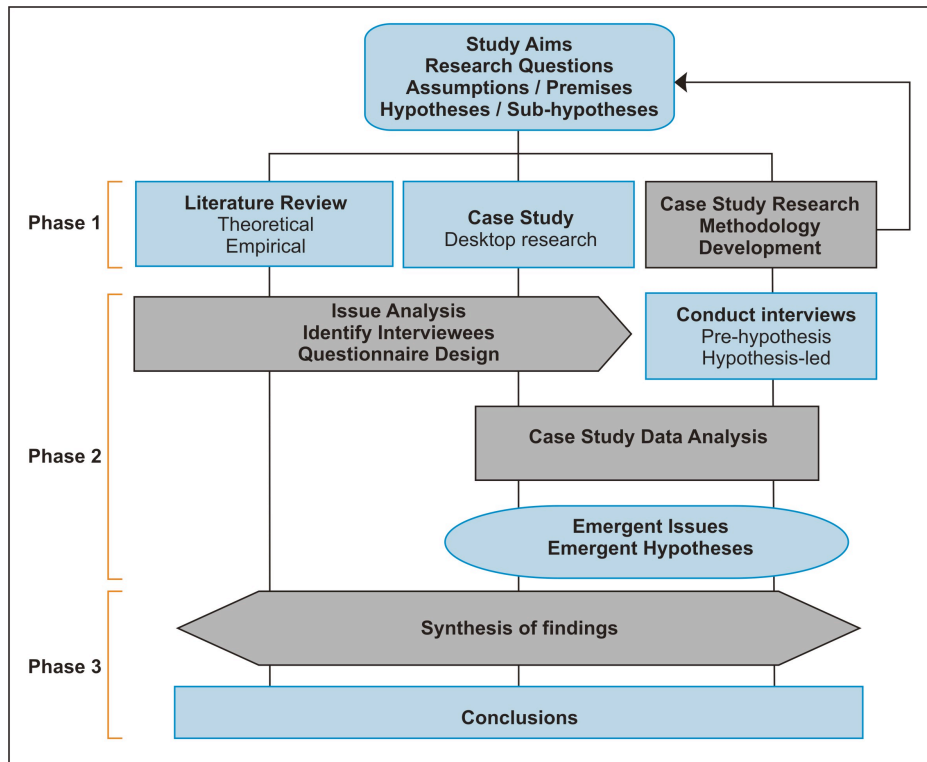 Study Aims
Research Questions
Assumptions / Premises
Hypotheses / Sub-hypotheses
Phase 1
Literature Review
Theoretical
Empirical
Case Study
Desktop research
Case Study Research
Methodology
Development
Phase 2
Issue Analysis
Identify Interviewees
Questionnaire Design
Conduct interviews
Pre-hypothesis
Hypothesis-led
Case Study Data Analysis
Emergent Issues
Emergent Hypotheses
Phase 3
Synthesis of findings
Conclusions